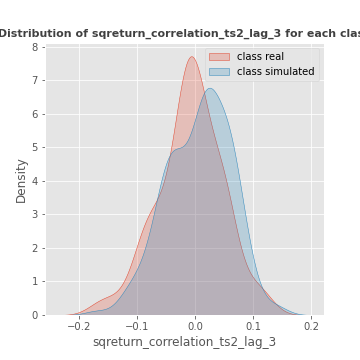 Distribution of sqreturn_correlation_ts2_lag_3 for each clas
8
7
6
5
4
3
2
1
0
Density
class real
class simulated
−0.2 −0.1 0.0 0.1 0.2
sqreturn_correlation_ts2_lag_3